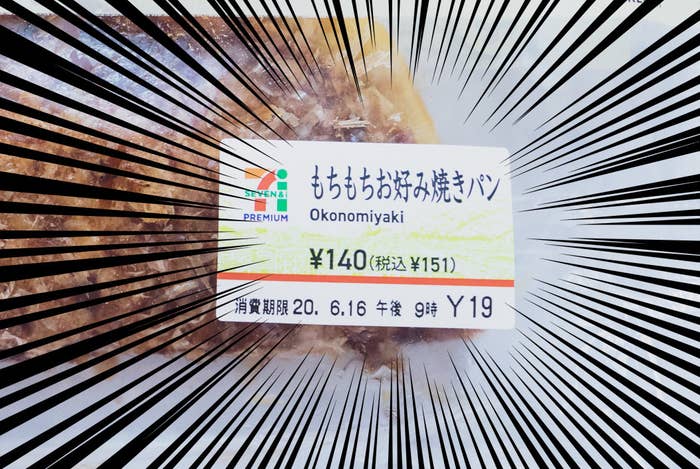 もちもちお好み焼きパン
SEVEN&i
PREMIUM
Okonomiyaki
¥140(税込¥151)
消費期限 20. 6.16 午後 9時 Y19